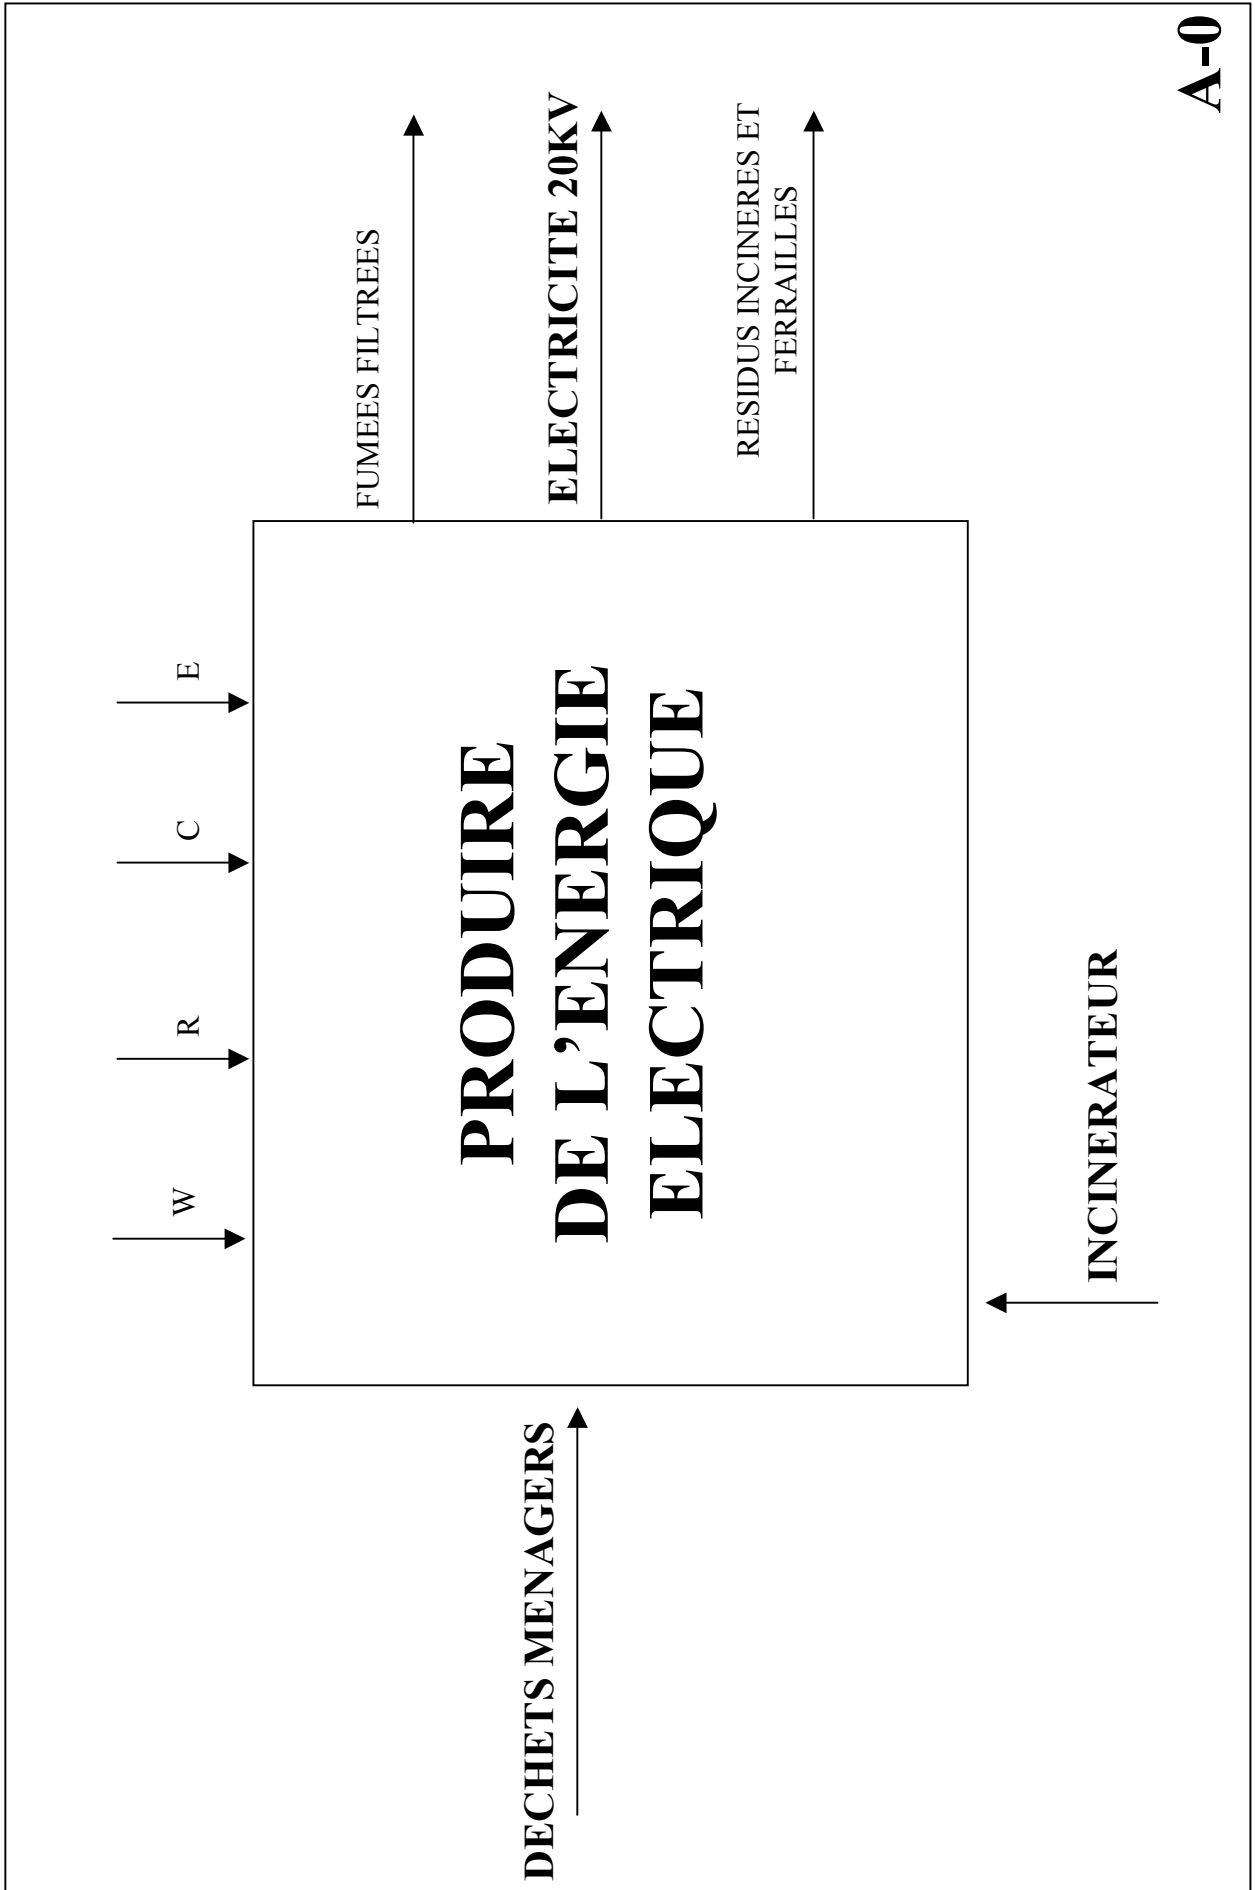 W
R
C
E
FUMEES FILTREES
DECHETS MENAGERS
PRODUIRE
DE L’ENERGIE
ELECTRIQUE
ELECTRICITE 20KV
RESIDUS INCINERES ET
FERRAILLES
INCINERATEUR
A-0